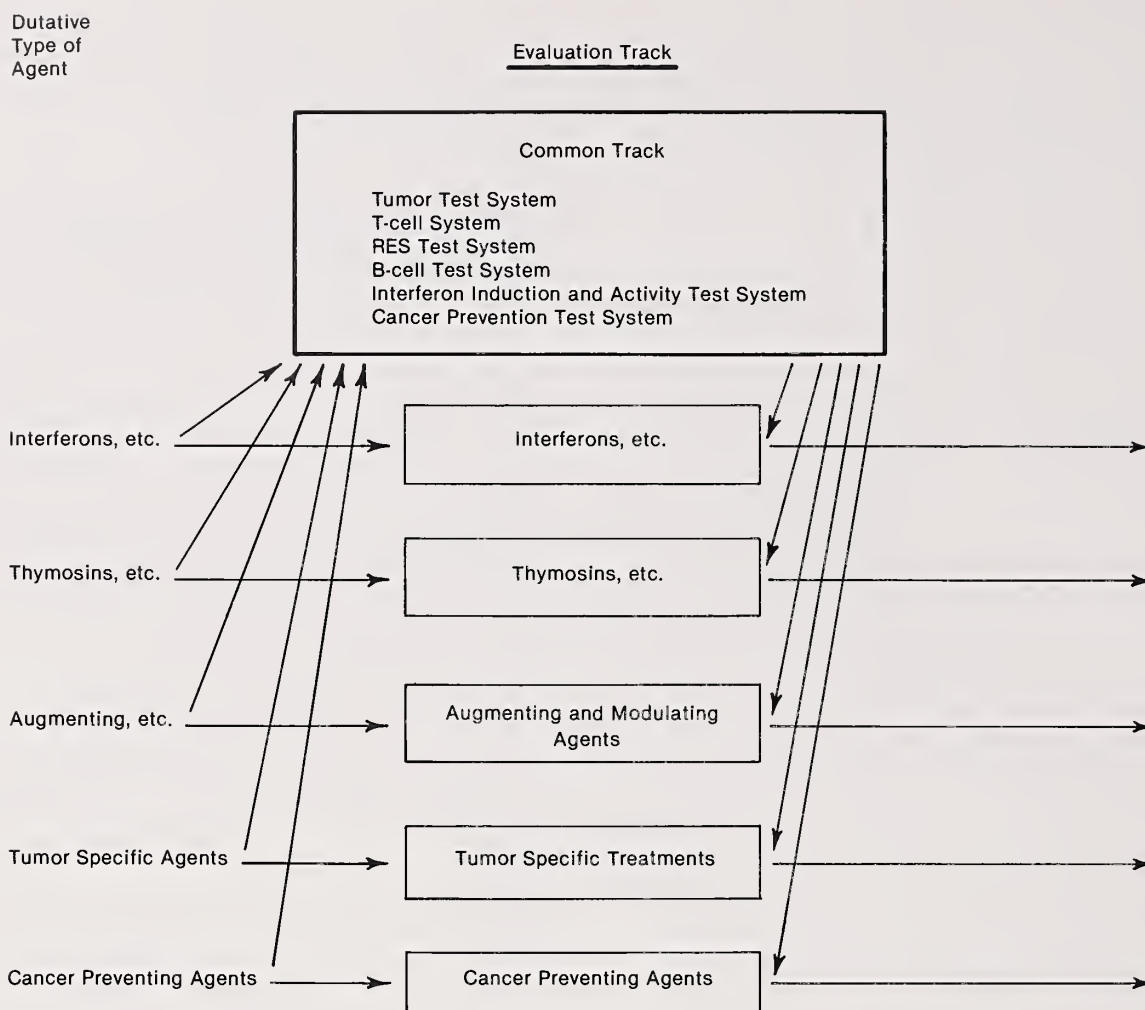 Dutative
Type of
Agent
Evaluation Track
Common Track
Tumor Test System
T-cell System
RES Test System
B-cell Test System
Interferon Induction and Activity Test System
Cancer Prevention Test System
Interferons, etc.
Interferons, etc.
Thymosins, etc.
Thymosins, etc.
Augmenting, etc.
Augmenting and Modulating
Agents
Tumor Specific Agents
Tumor Specific Treatments
Cancer Preventing Agents
Cancer Preventing Agents